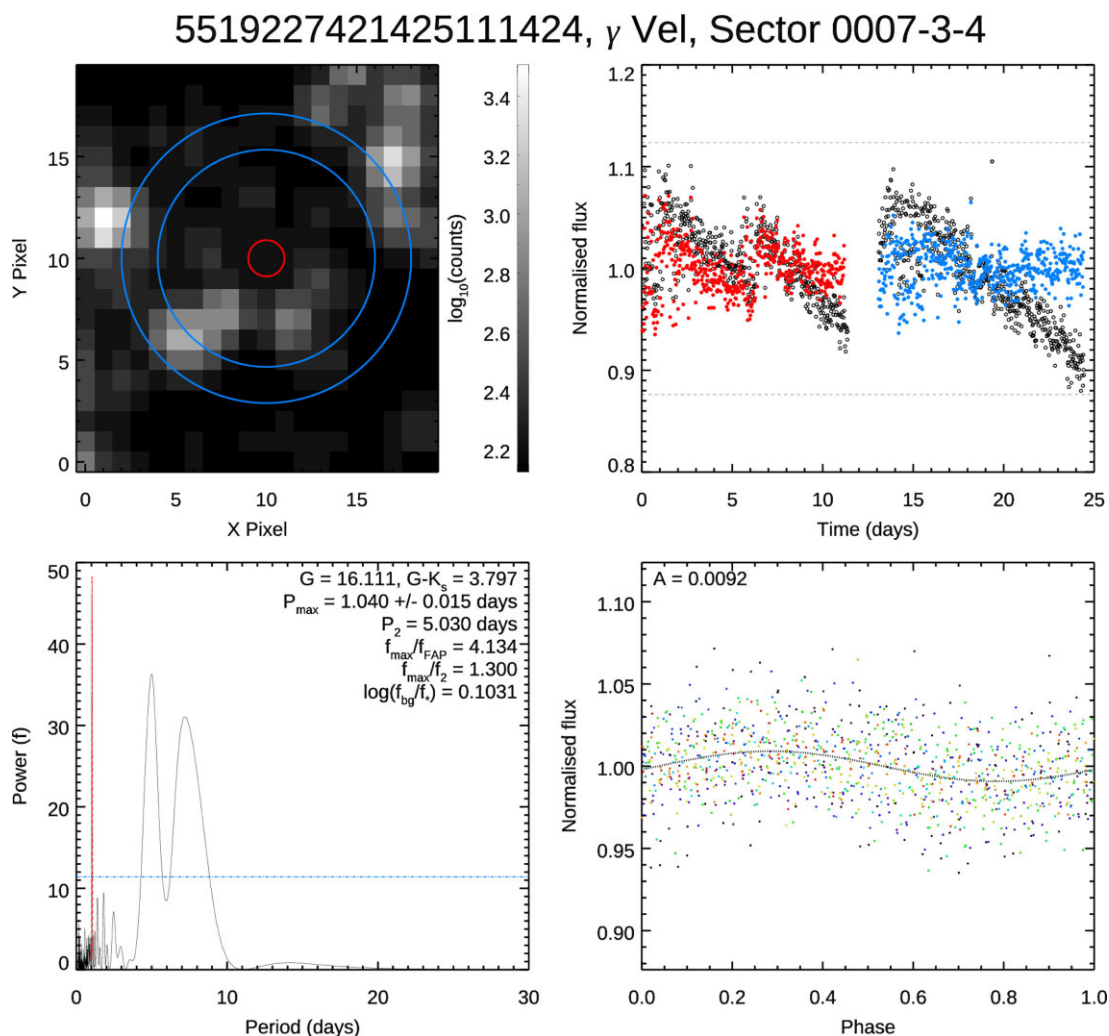 5519227421425111424, γ Vel, Sector 0007-3-4
Y Pixel
15
10
5
0
0
5
10
15
X Pixel
3.4
3.2
3.0
2.8
2.6
2.4
2.2
log₁₀(counts)
Normalised flux
1.2
1.1
1.0
0.9
0.8
0
5
10
15
20
25
Time (days)
Power (f)
50
40
30
20
10
0
0
10
20
30
Period (days)
G = 16.111, G-Kₛ = 3.797
Pmax = 1.040 +/- 0.015 days
P₂ = 5.030 days
fmax/fFAP = 4.134
fmax/f₂ = 1.300
log(fbg/f*) = 0.1031
Normalised flux
1.10
1.05
1.00
0.95
0.90
A = 0.0092
0.0
0.2
0.4
0.6
0.8
1.0
Phase